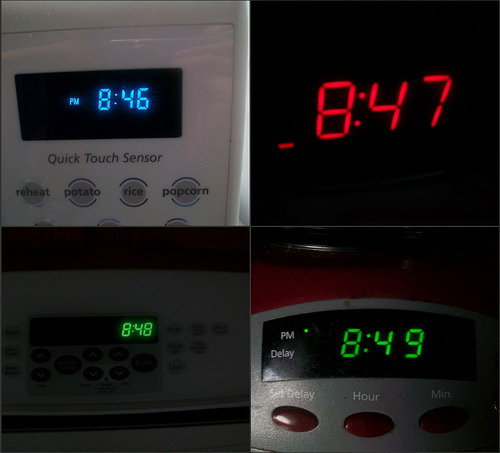 PM 8:46
Quick Touch Sensor
reheat potato rice popcorn
8:47
8:48
PM 8:49
Delay
Set Delay Hour Min.